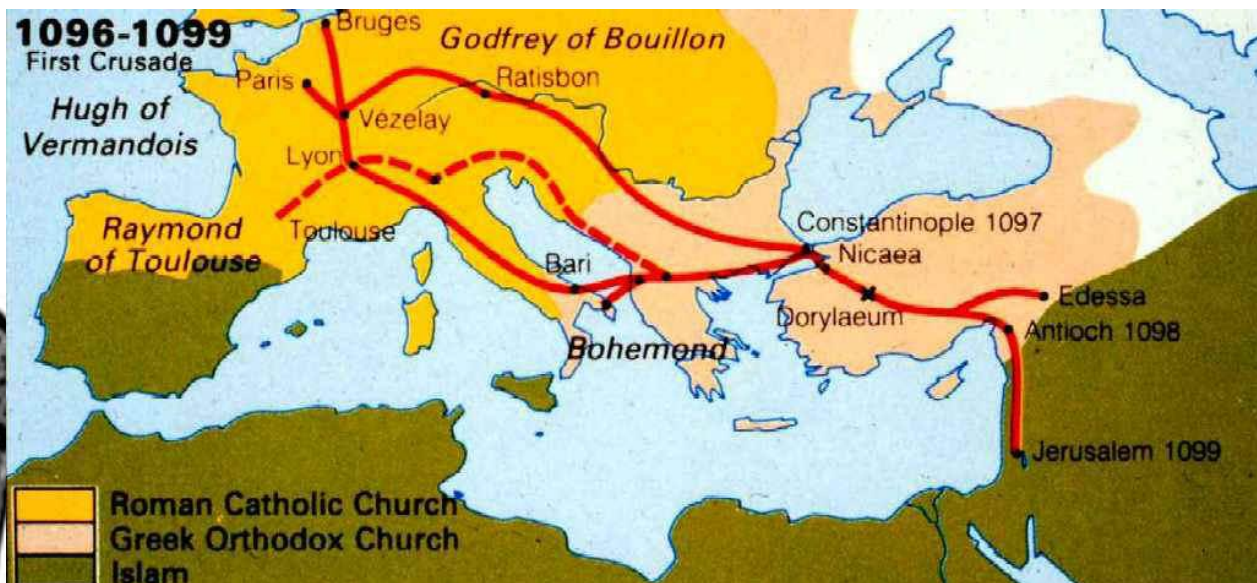 1096-1099
First Crusade
Bruges
Godfrey of Bouillon
Paris
Ratisbon
Hugh of
Vermandois
Vézelay
Lyon
Raymond
of Toulouse
Toulouse
Constantinople 1097
Nicaea
Bari
Dorylaeum
Edessa
Bohemond
Antioch 1098
Jerusalem 1099
Roman Catholic Church
Greek Orthodox Church
Islam